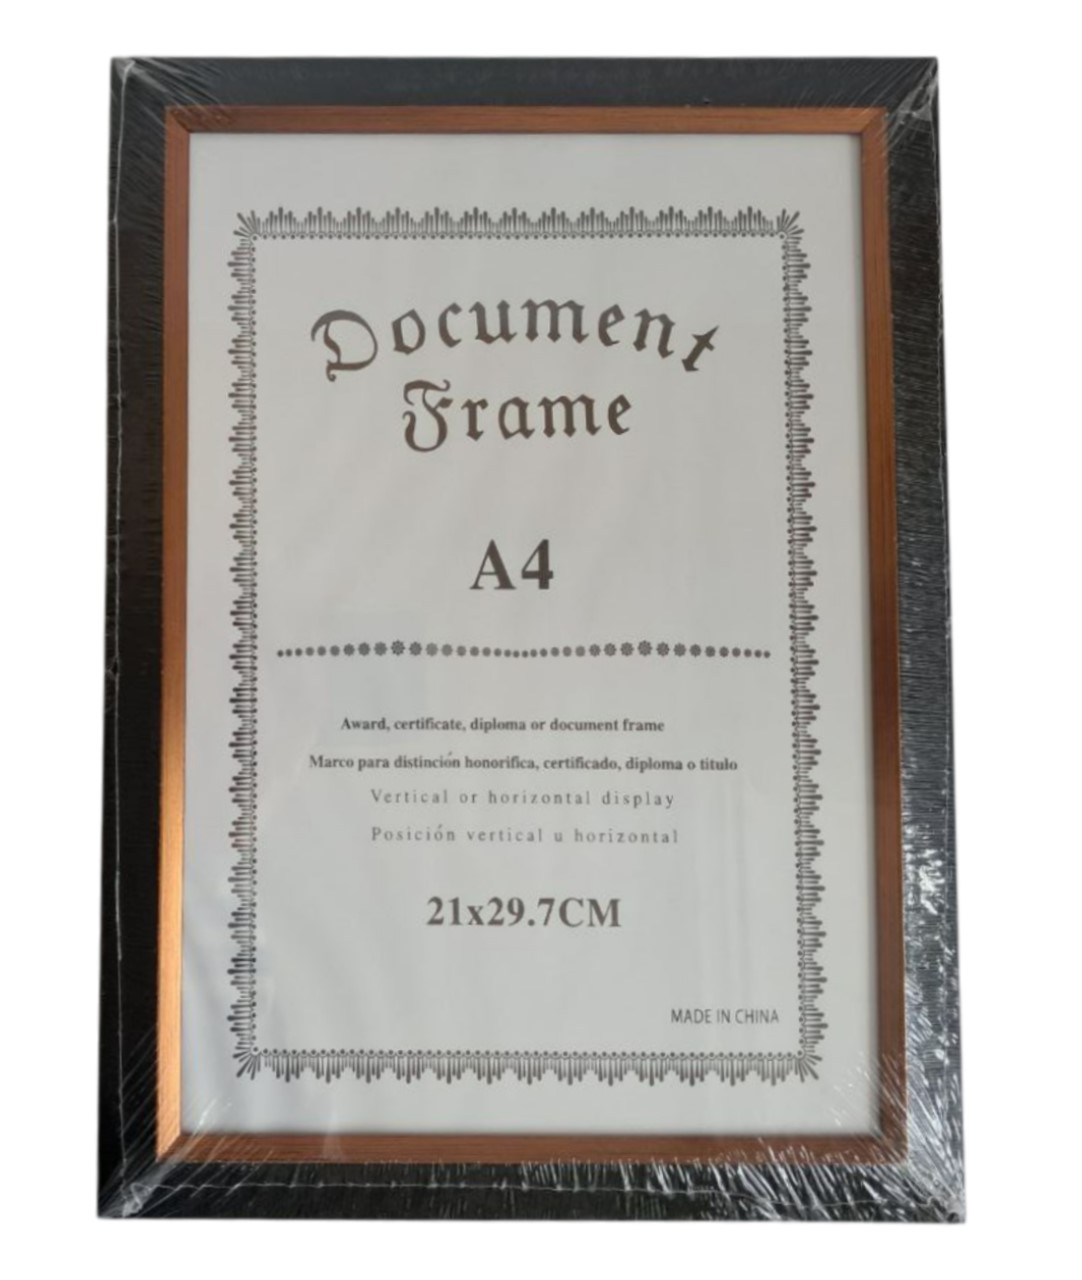 Document
Frame
A4
Award, certificate, diploma or document frame
Marco para distinción honorifica, certificado, diploma o titulo
Vertical or horizontal display
Posición vertical u horizontal
21x29.7CM
MADE IN CHINA